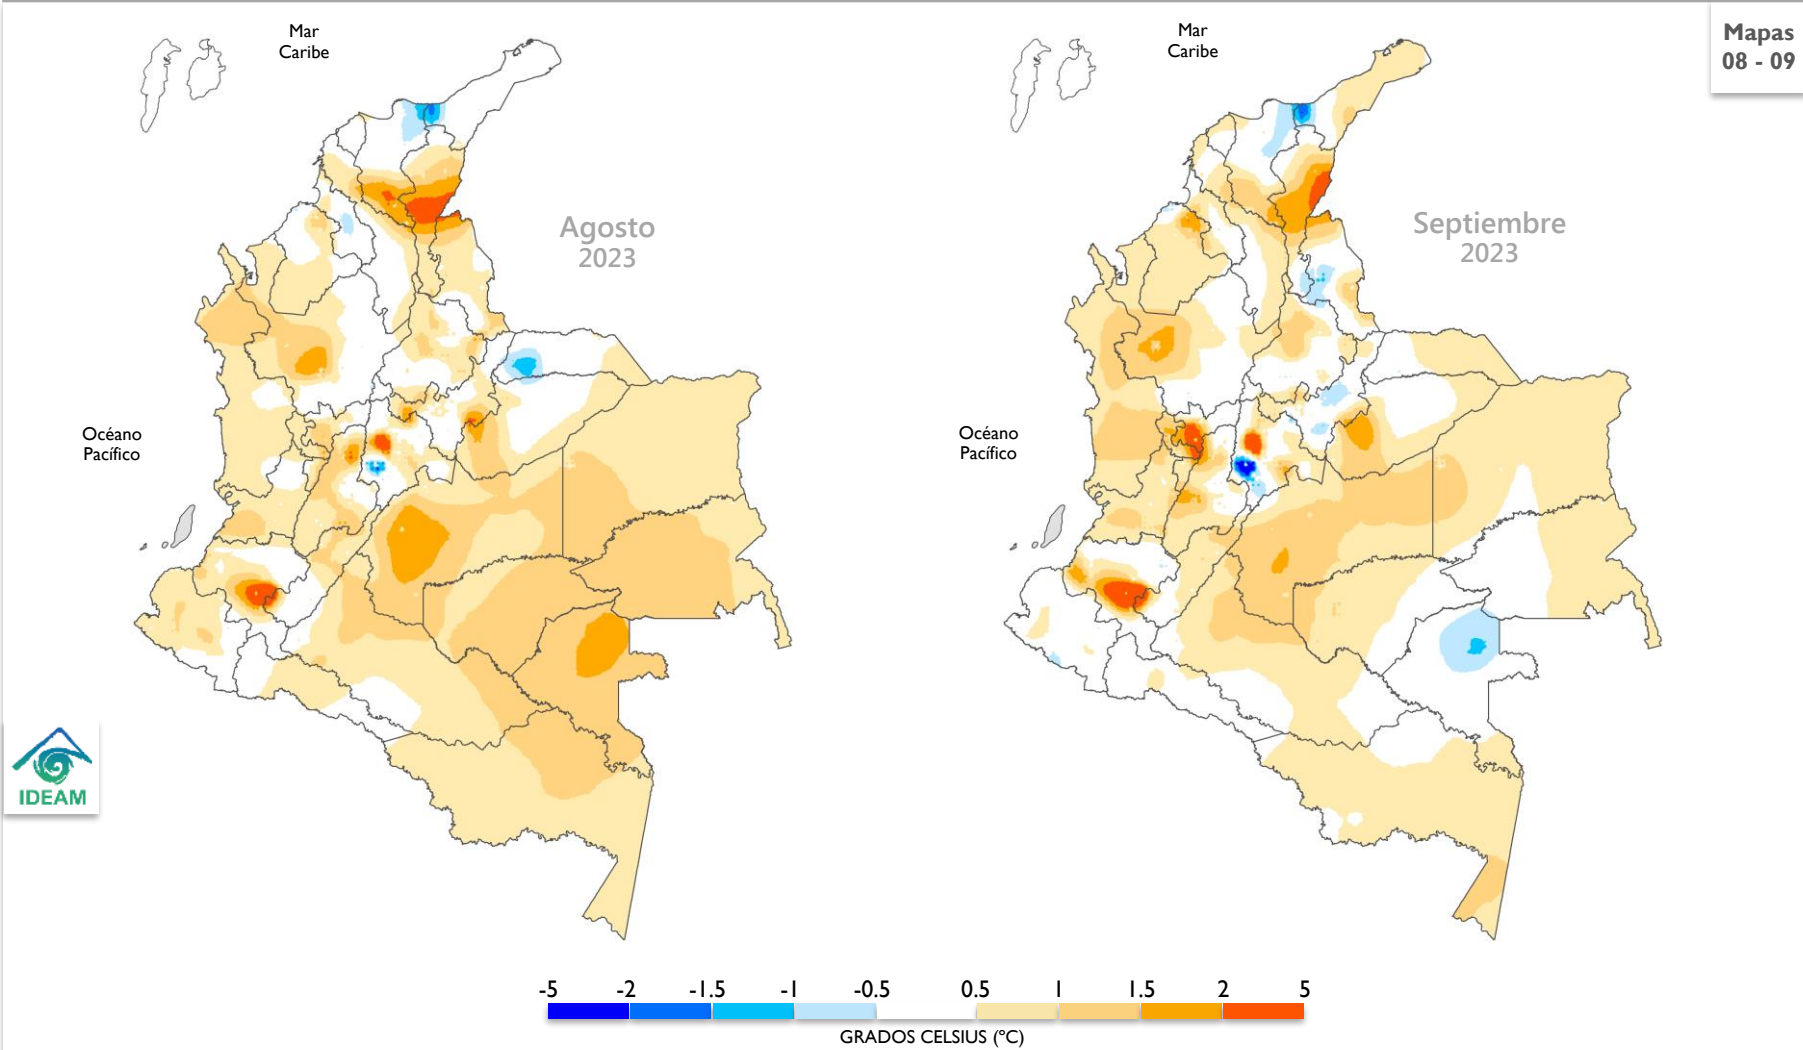 Mar
Caribe
Mar
Caribe
Mapas
08 - 09
Agosto
2023
Septiembre
2023
Océano
Pacífico
Océano
Pacífico
IDEAM
-5 -2 -1.5 -1 -0.5 0.5 1 1.5 2 5
GRADOS CELSIUS (ºC)